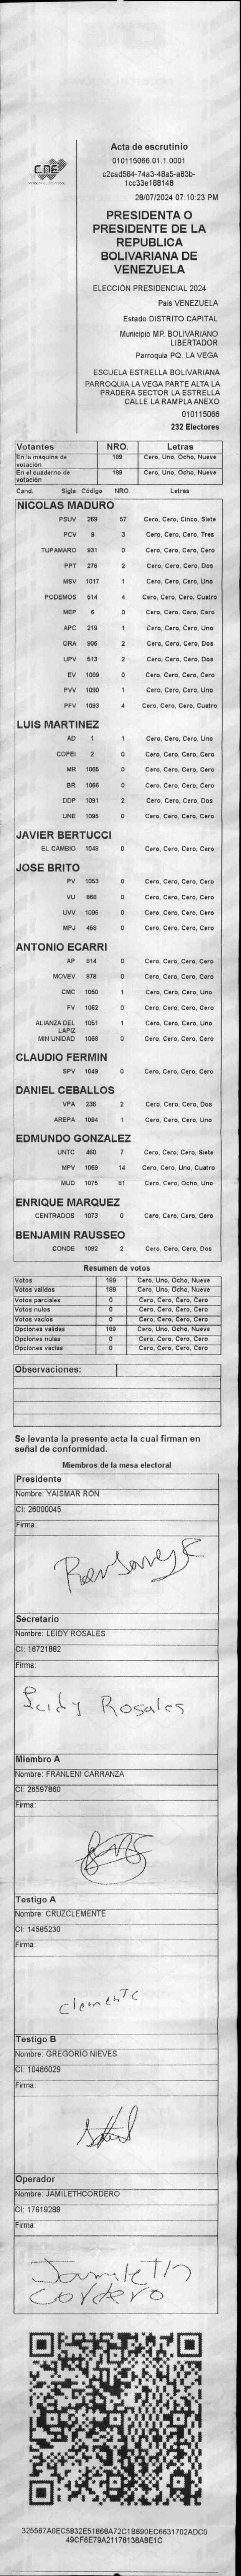 CNE
Acta de escrutinio
010115066.01.1.0001
c2cad584-74a3-48a5-a83b-
1cc33e188148
28/07/2024 07:10:23 PM
PRESIDENTA O
PRESIDENTE DE LA
REPUBLICA
BOLIVARIANA DE
VENEZUELA
ELECCIÓN PRESIDENCIAL 2024
Pais VENEZUELA
Estado DISTRITO CAPITAL
Municipio MP. BOLIVARIANO
LIBERTADOR
Parroquia PQ. LA VEGA
ESCUELA ESTRELLA BOLIVARIANA
PARROQUIA LA VEGA PARTE ALTA LA
PRADERA SECTOR LA ESTRELLA
CALLE LA RAMPLA ANEXO
010115066
232 Electores
Votantes NRO. Letras
En la máquina de votación 189 Cero, Uno, Ocho, Nueve
En el cuaderno de votación 189 Cero, Uno, Ocho, Nueve
Cand. Sigla Código NRO. Letras
NICOLAS MADURO
PSUV 269 57 Cero, Cero, Cinco, Siete
PCV 9 3 Cero, Cero, Cero, Tres
TUPAMARO 931 0 Cero, Cero, Cero, Cero
PPT 276 2 Cero, Cero, Cero, Dos
MSV 1017 1 Cero, Cero, Cero, Uno
PODEMOS 514 4 Cero, Cero, Cero, Cuatro
MEP 6 0 Cero, Cero, Cero, Cero
APC 219 1 Cero, Cero, Cero, Uno
ORA 906 2 Cero, Cero, Cero, Dos
UPV 513 2 Cero, Cero, Cero, Dos
EV 1089 0 Cero, Cero, Cero, Cero
PVV 1090 1 Cero, Cero, Cero, Uno
PFV 1093 4 Cero, Cero, Cero, Cuatro
LUIS MARTINEZ
AD 1 1 Cero, Cero, Cero, Uno
COPEI 2 0 Cero, Cero, Cero, Cero
MR 1065 0 Cero, Cero, Cero, Cero
BR 1066 0 Cero, Cero, Cero, Cero
DDP 1091 2 Cero, Cero, Cero, Dos
UNE 1095 0 Cero, Cero, Cero, Cero
JAVIER BERTUCCI
EL CAMBIO 1048 0 Cero, Cero, Cero, Cero
JOSE BRITO
PV 1063 0 Cero, Cero, Cero, Cero
VU 868 0 Cero, Cero, Cero, Cero
UVV 1096 0 Cero, Cero, Cero, Cero
MPJ 456 0 Cero, Cero, Cero, Cero
ANTONIO ECARRI
AP 814 0 Cero, Cero, Cero, Cero
MOVEV 979 0 Cero, Cero, Cero, Cero
CMC 1050 1 Cero, Cero, Cero, Uno
FV 1062 0 Cero, Cero, Cero, Cero
ALIANZA DEL LAPIZ 1051 1 Cero, Cero, Cero, Uno
MIN UNIDAD 1069 0 Cero, Cero, Cero, Cero
CLAUDIO FERMIN
SPV 1049 0 Cero, Cero, Cero, Cero
DANIEL CEBALLOS
VPA 236 2 Cero, Cero, Cero, Dos
AREPA 1094 1 Cero, Cero, Cero, Uno
EDMUNDO GONZALEZ
UNTC 460 7 Cero, Cero, Cero, Siete
MPV 1069 14 Cero, Cero, Uno, Cuatro
MUD 1075 81 Cero, Cero, Ocho, Uno
ENRIQUE MARQUEZ
CENTRADOS 1073 0 Cero, Cero, Cero, Cero
BENJAMIN RAUSSEO
CONDE 1092 2 Cero, Cero, Cero, Dos
Resumen de votos
Votos 189 Cero, Uno, Ocho, Nueve
Votos validos 189 Cero, Uno, Ocho, Nueve
Votos parciales 0 Cero, Cero, Cero, Cero
Votos nulos 0 Cero, Cero, Cero, Cero
Votos vacios 0 Cero, Cero, Cero, Cero
Opciones validas 189 Cero, Uno, Ocho, Nueve
Opciones nulas 0 Cero, Cero, Cero, Cero
Opciones vacias 0 Cero, Cero, Cero, Cero
Observaciones:
Se levanta la presente acta la cual firman en
señal de conformidad.
Miembros de la mesa electoral
Presidente
Nombre: YAISMAR RON
CI: 26000045
Firma:
Secretario
Nombre: LEIDY ROSALES
CI: 16721882
Firma:
Leidy Rosales
Miembro A
Nombre: FRANLENI CARRANZA
CI: 26597860
Firma:
Testigo A
Nombre: CRUZCLEMENTE
CI: 14585230
Firma:
Clemente
Testigo B
Nombre: GREGORIO NIEVES
CI: 10486029
Firma:
Operador
Nombre: JAMILETHCORDERO
CI: 17619288
Firma:
Jamileth
Cordero
325567A0EC5832E51868A72C1B890EC6631702ADC0
49CF6E79A21178138A8E1C